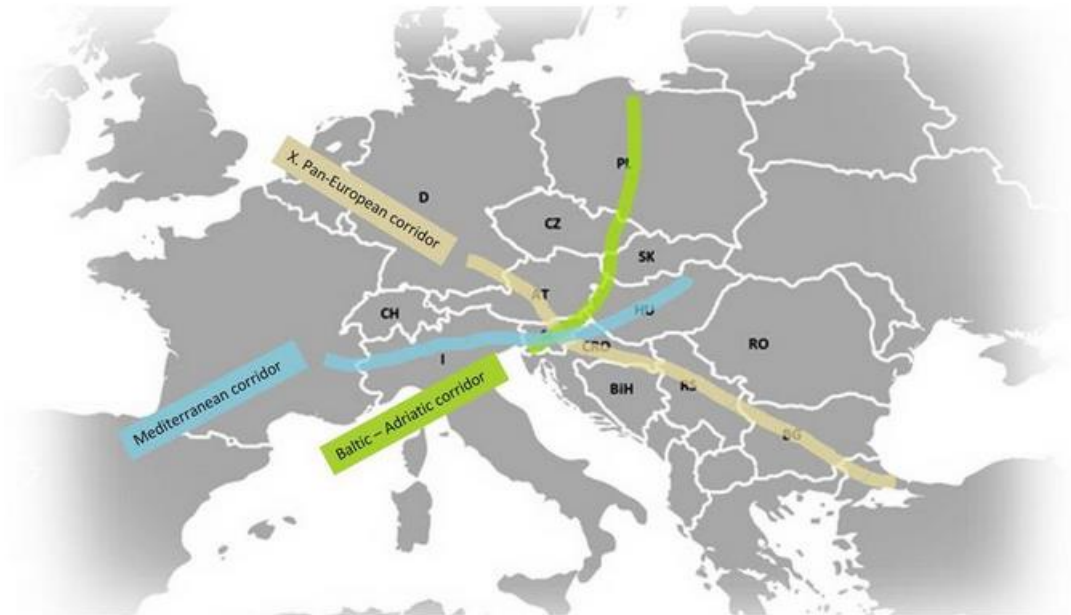 X. Pan-European corridor
PL
D
CZ
SK
AT
HU
CH
CRO
RO
I
Mediterranean corridor
BiH
RS
Baltic – Adriatic corridor
BG